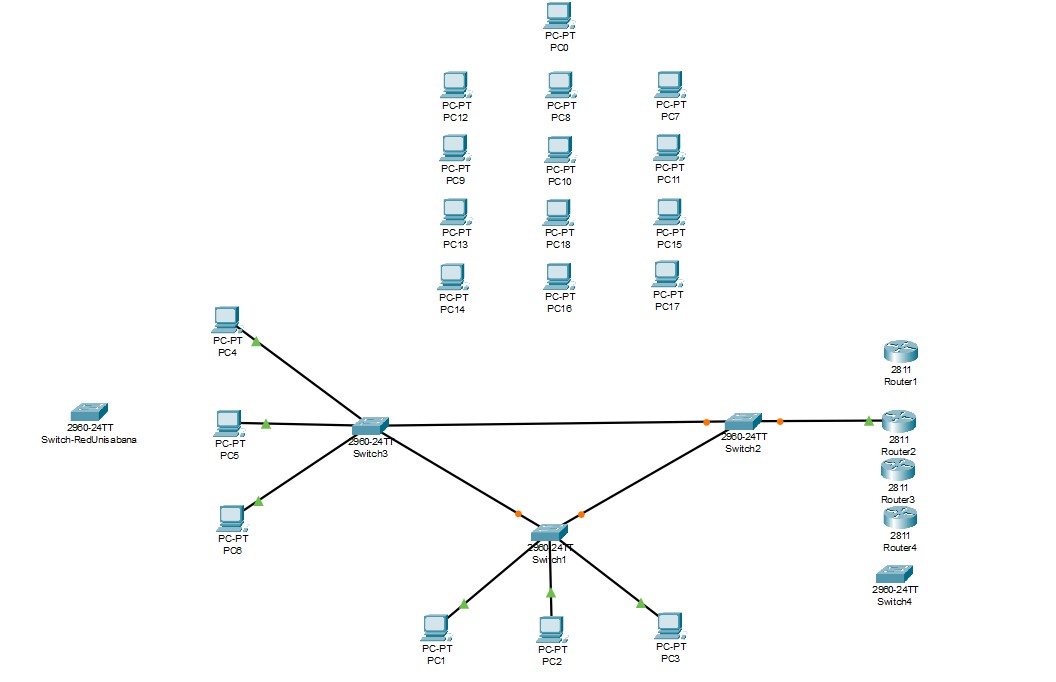 PC-PT
PC0
PC-PT
PC12
PC-PT
PC8
PC-PT
PC7
PC-PT
PC9
PC-PT
PC10
PC-PT
PC11
PC-PT
PC13
PC-PT
PC18
PC-PT
PC15
PC-PT
PC14
PC-PT
PC16
PC-PT
PC17
PC-PT
PC4
2811
Router1
2960-24TT
Switch-RedUnisabana
PC-PT
PC5
2960-24TT
Switch3
2960-24TT
Switch2
2811
Router2
2811
Router3
PC-PT
PC6
2960-24TT
Switch1
2811
Router4
2960-24TT
Switch4
PC-PT
PC1
PC-PT
PC2
PC-PT
PC3